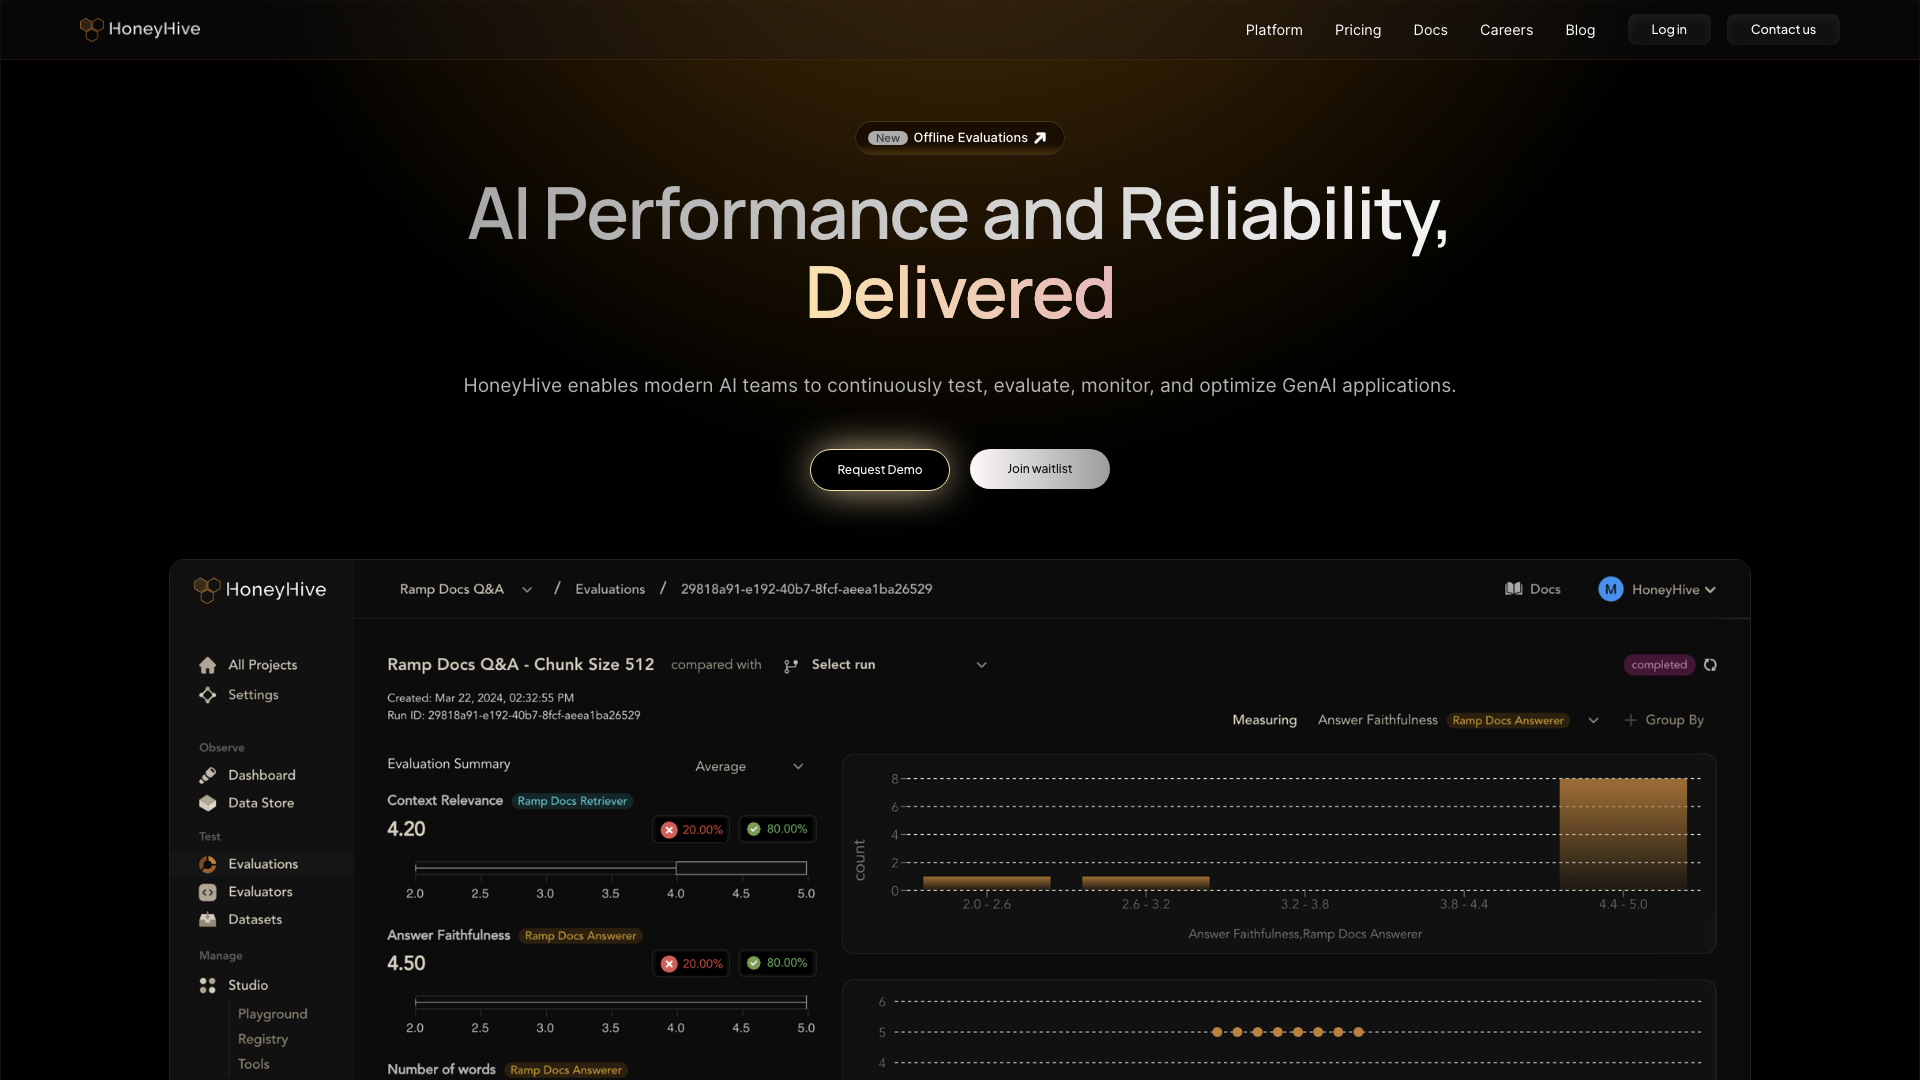 HoneyHive
Platform
Pricing
Docs
Careers
Blog
Log in
Contact us
New Offline Evaluations
AI Performance and Reliability,
Delivered
HoneyHive enables modern AI teams to continuously test, evaluate, monitor, and optimize GenAI applications.
Request Demo
Join waitlist
HoneyHive
Ramp Docs Q&A / Evaluations / 29818a91-e192-40b7-8fcf-aeea1ba26529
Docs
M HoneyHive
All Projects
Settings
Observe
Dashboard
Data Store
Test
Evaluations
Evaluators
Datasets
Manage
Studio
Playground
Registry
Tools
Ramp Docs Q&A - Chunk Size 512 compared with Select run
completed
Created: Mar 22, 2024, 02:32:55 PM
Run ID: 29818a91-e192-40b7-8fcf-aeea1ba26529
Measuring Answer Faithfulness Ramp Docs Answerer + Group By
Evaluation Summary
Average
Context Relevance Ramp Docs Retriever
4.20
20.00%
80.00%
2.0 2.5 3.0 3.5 4.0 4.5 5.0
Answer Faithfulness Ramp Docs Answerer
4.50
20.00%
80.00%
2.0 2.5 3.0 3.5 4.0 4.5 5.0
Number of words Ramp Docs Answerer
count
8
6
4
2
0
2.0 - 2.6 2.6 - 3.2 3.2 - 3.8 3.8 - 4.4 4.4 - 5.0
Answer Faithfulness,Ramp Docs Answerer
6
5
4